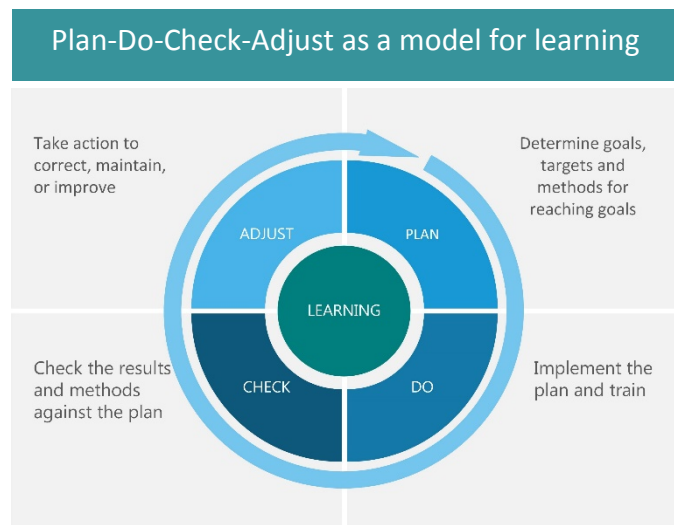 Plan-Do-Check-Adjust as a model for learning
Take action to
correct, maintain,
or improve
Determine goals,
targets and
methods for
reaching goals
ADJUST
PLAN
LEARNING
CHECK
DO
Check the results
and methods
against the plan
Implement the
plan and train